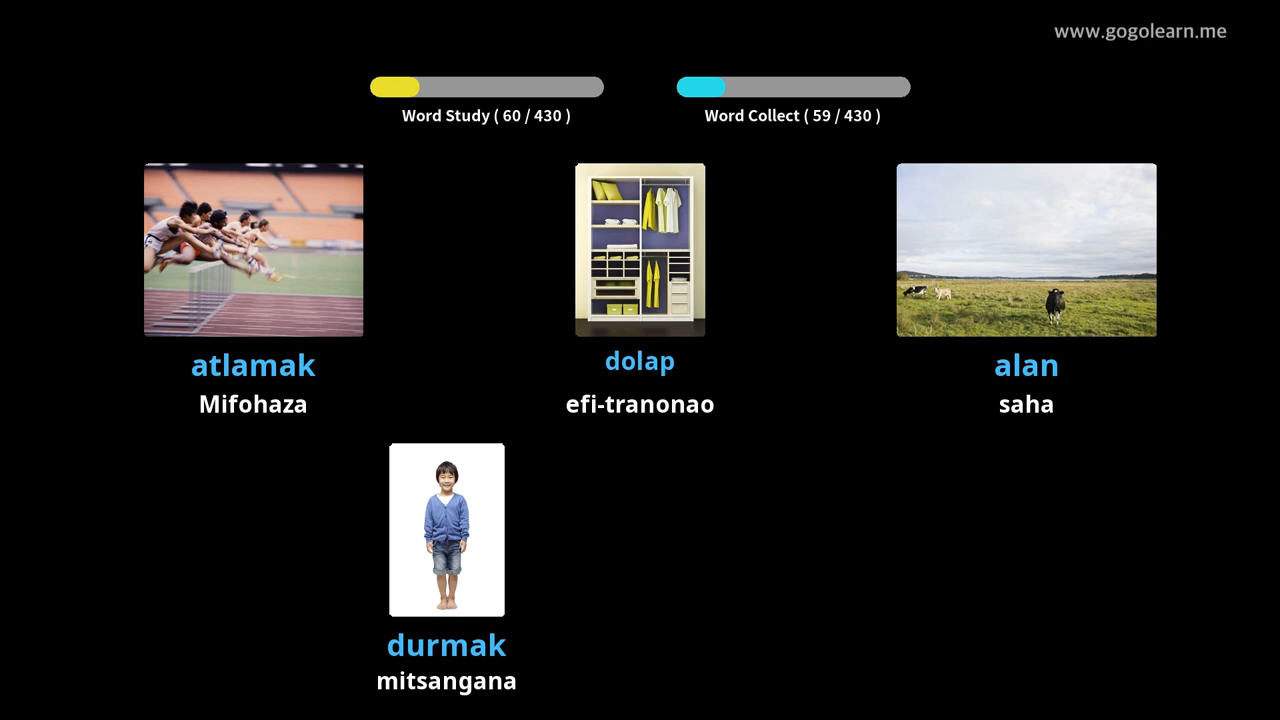 www.gogolearn.me
Word Study ( 60 / 430 )
Word Collect ( 59 / 430 )
atlamak
Mifohaza
dolap
efi-tranonao
alan
saha
durmak
mitsangana